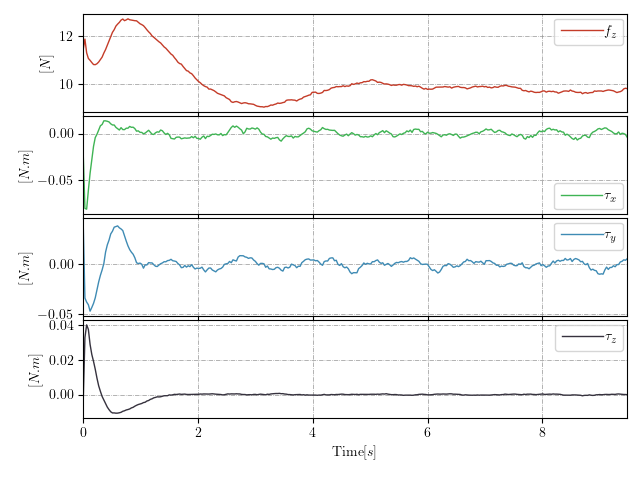 12
10
[N]
f_z
0.00
−0.05
[N.m]
τ_x
0.00
−0.05
[N.m]
τ_y
0.04
0.02
0.00
[N.m]
τ_z
0 2 4 6 8
Time[s]